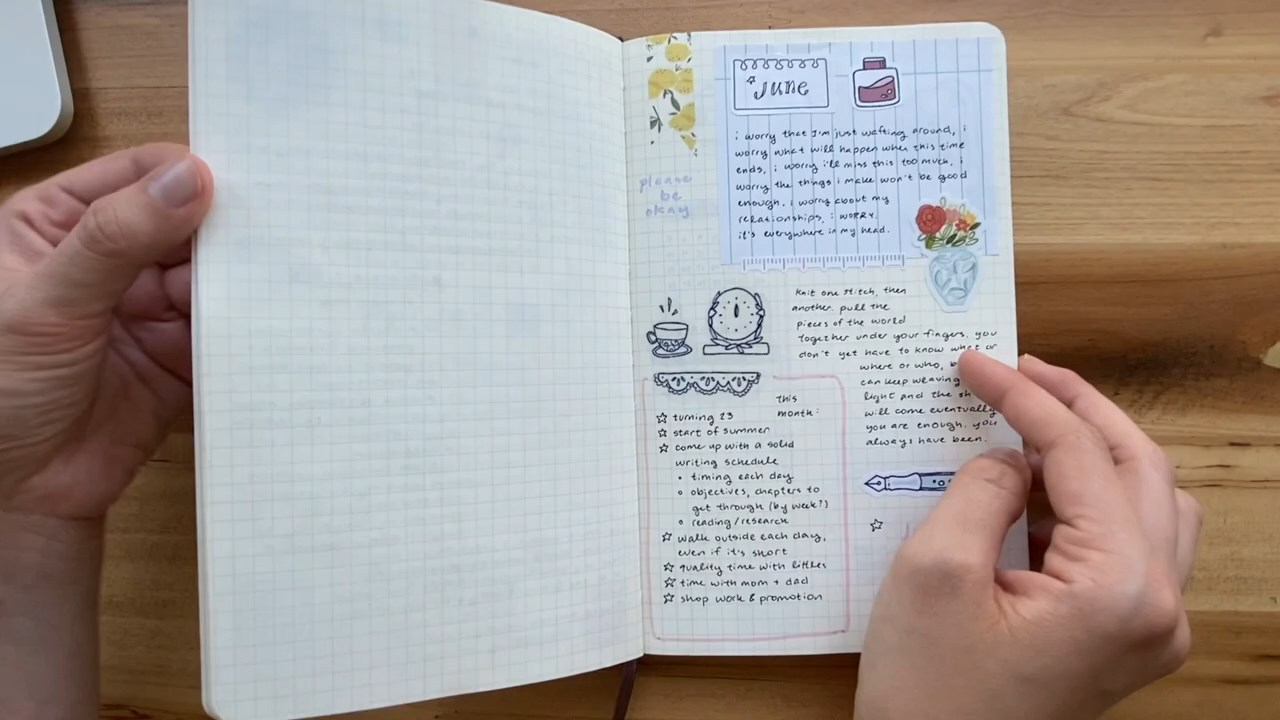 june
i worry that I'm just wafting around, i
worry what will happen when this time
ends, i worry i'll miss this too much, i
worry the things i make won't be good
enough, i worry about my
relationships, i worry.
it's everywhere in my head.
please
be
okay
knit one stitch, then
another. pull the
pieces of the world
together under your fingers. you
don't yet have to know what or
where or who,
can keep weaving
light and the
will come eventually
you are enough. you
always have been.
this
month:
turning 23
start of summer
come up with a solid
writing schedule
timing each day
objectives, chapters to
get through (by week?)
reading/research
walk outside each day,
even if it's short
quality time with littles
time with mom + dad
shop work & promotion